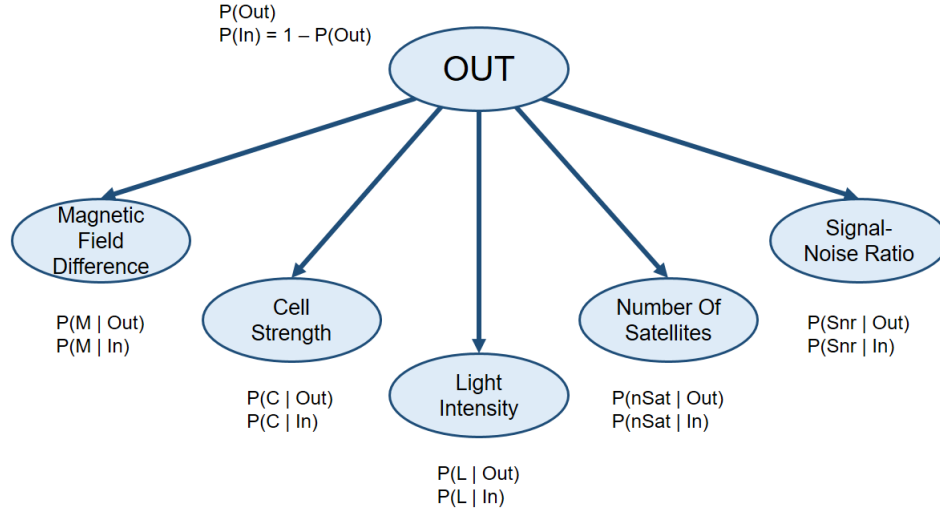 P(Out)
P(In) = 1 – P(Out)
OUT
Magnetic
Field
Difference
P(M | Out)
P(M | In)
Cell
Strength
P(C | Out)
P(C | In)
Light
Intensity
P(L | Out)
P(L | In)
Number Of
Satellites
P(nSat | Out)
P(nSat | In)
Signal-
Noise Ratio
P(Snr | Out)
P(Snr | In)